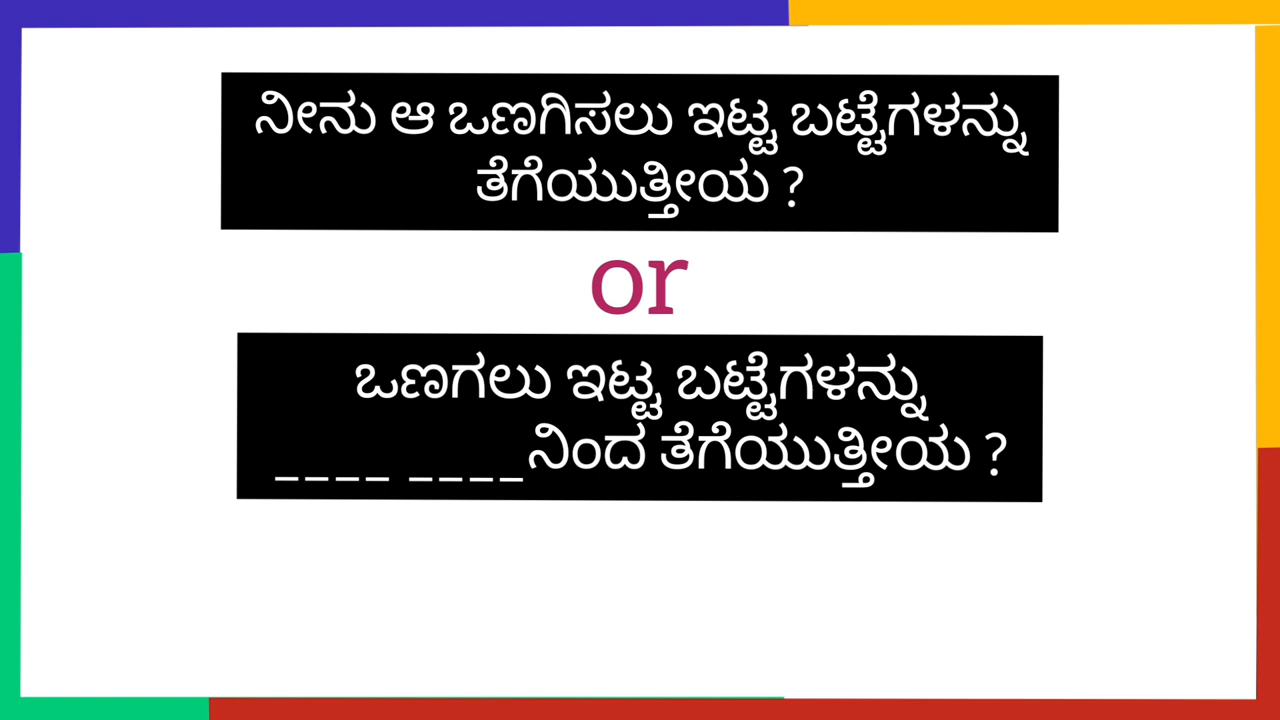 ನೀನು ಆ ಒಣಗಿಸಲು ಇಟ್ಟ ಬಟ್ಟೆಗಳನ್ನು
ತೆಗೆಯುತ್ತೀಯ ?
or
ಒಣಗಲು ಇಟ್ಟ ಬಟ್ಟೆಗಳನ್ನು
____ ____ನಿಂದ ತೆಗೆಯುತ್ತೀಯ ?